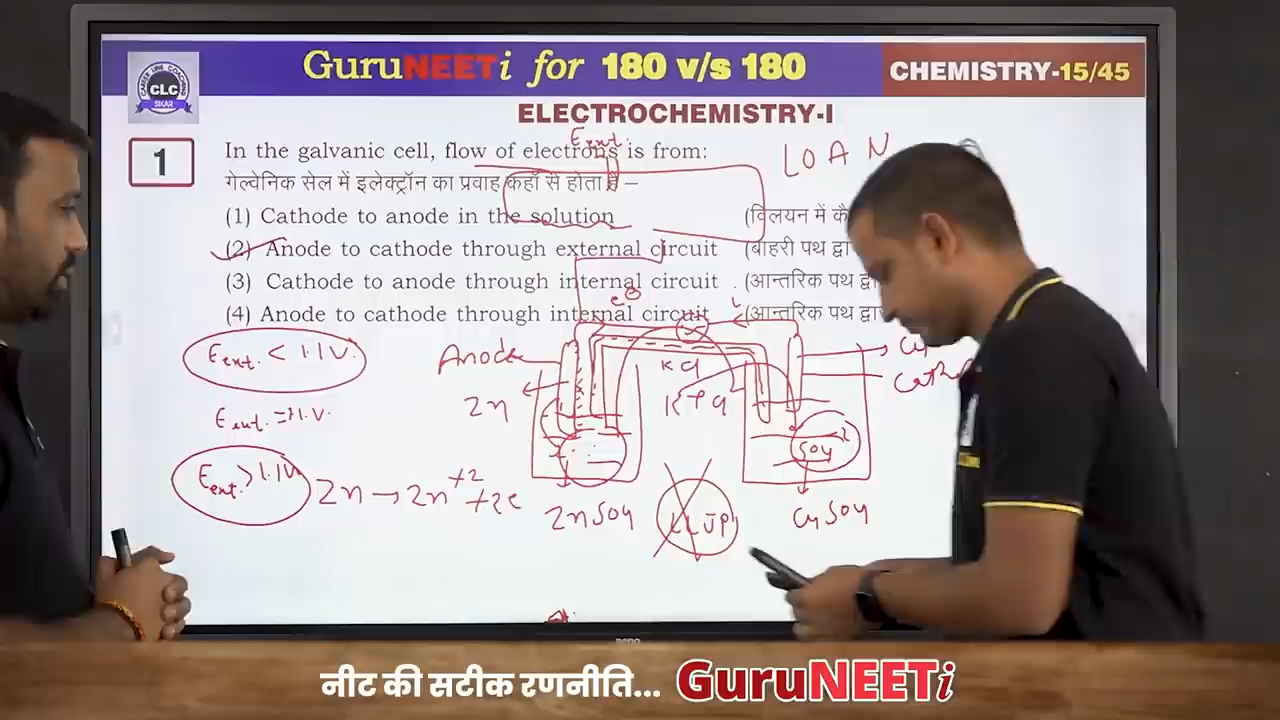 GuruNEETi for 180 v/s 180
CHEMISTRY-15/45
CAREER LINE COACHING
CLC
SIKAR
ELECTROCHEMISTRY-I
1
In the galvanic cell, flow of electrons is from:
गेल्वेनिक सेल में इलेक्ट्रॉन का प्रवाह कहाँ से होता है –
(1) Cathode to anode in the solution (विलयन में
(2) Anode to cathode through external circuit (बाहरी पथ
(3) Cathode to anode through internal circuit (आन्तरिक पथ
(4) Anode to cathode through internal circuit (आन्तरिक पथ
Eext.
LOAN
Eext. < 1.1V.
Anode
e⊖
i
KCl
Zn
Eext. > 1.1V
Zn → Zn+2 + 2e
ZnSO4
CuSO4
नीट की सटीक रणनीति...
GuruNEETi